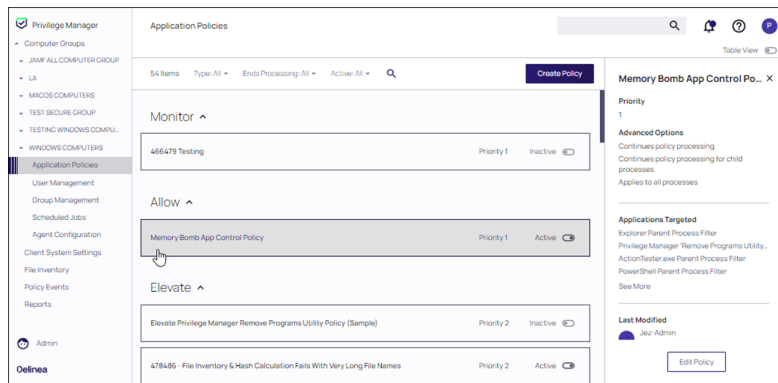 Privilege Manager
Computer Groups
JAMF ALL COMPUTER GROUP
LA
MACOS COMPUTERS
TEST SECURE GROUP
TESTING WINDOWS COMPU...
WINDOWS COMPUTERS
Application Policies
User Management
Group Management
Scheduled Jobs
Agent Configuration
Client System Settings
File Inventory
Policy Events
Reports
Admin
Delinea
Application Policies
P
Table View
54 Items Type: All Ends Processing: All Active: All
Create Policy
Monitor
466479 Testing Priority 1 Inactive
Allow
Memory Bomb App Control Policy Priority 1 Active
Elevate
Elevate Privilege Manager Remove Programs Utility Policy (Sample) Priority 2 Inactive
478486 - File Inventory & Hash Calculation Fails With Very Long File Names Priority 2 Active
Memory Bomb App Control Po... X
Priority
1
Advanced Options
Continues policy processing
Continues policy processing for child
processes
Applies to all processes
Applications Targeted
Explorer Parent Process Filter
Privilege Manager 'Remove Programs Utility...
ActionTester.exe Parent Process Filter
PowerShell Parent Process Filter
See More
Last Modified
Jez-Admin
Edit Policy